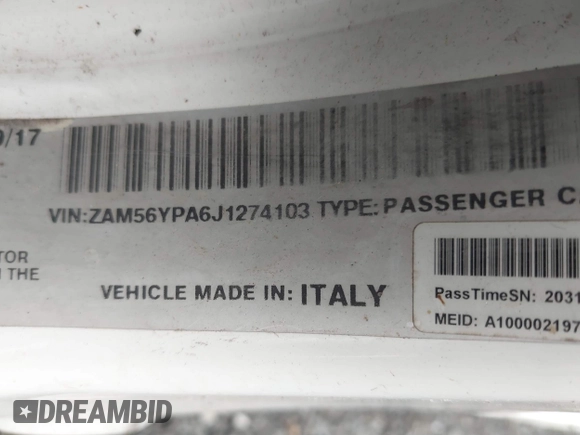 9/17
VIN:ZAM56YPA6J1274103 TYPE: PASSENGER
TOR
THE
VEHICLE MADE IN: ITALY
PassTimeSN: 2031
MEID: A100002197
DREAMBID